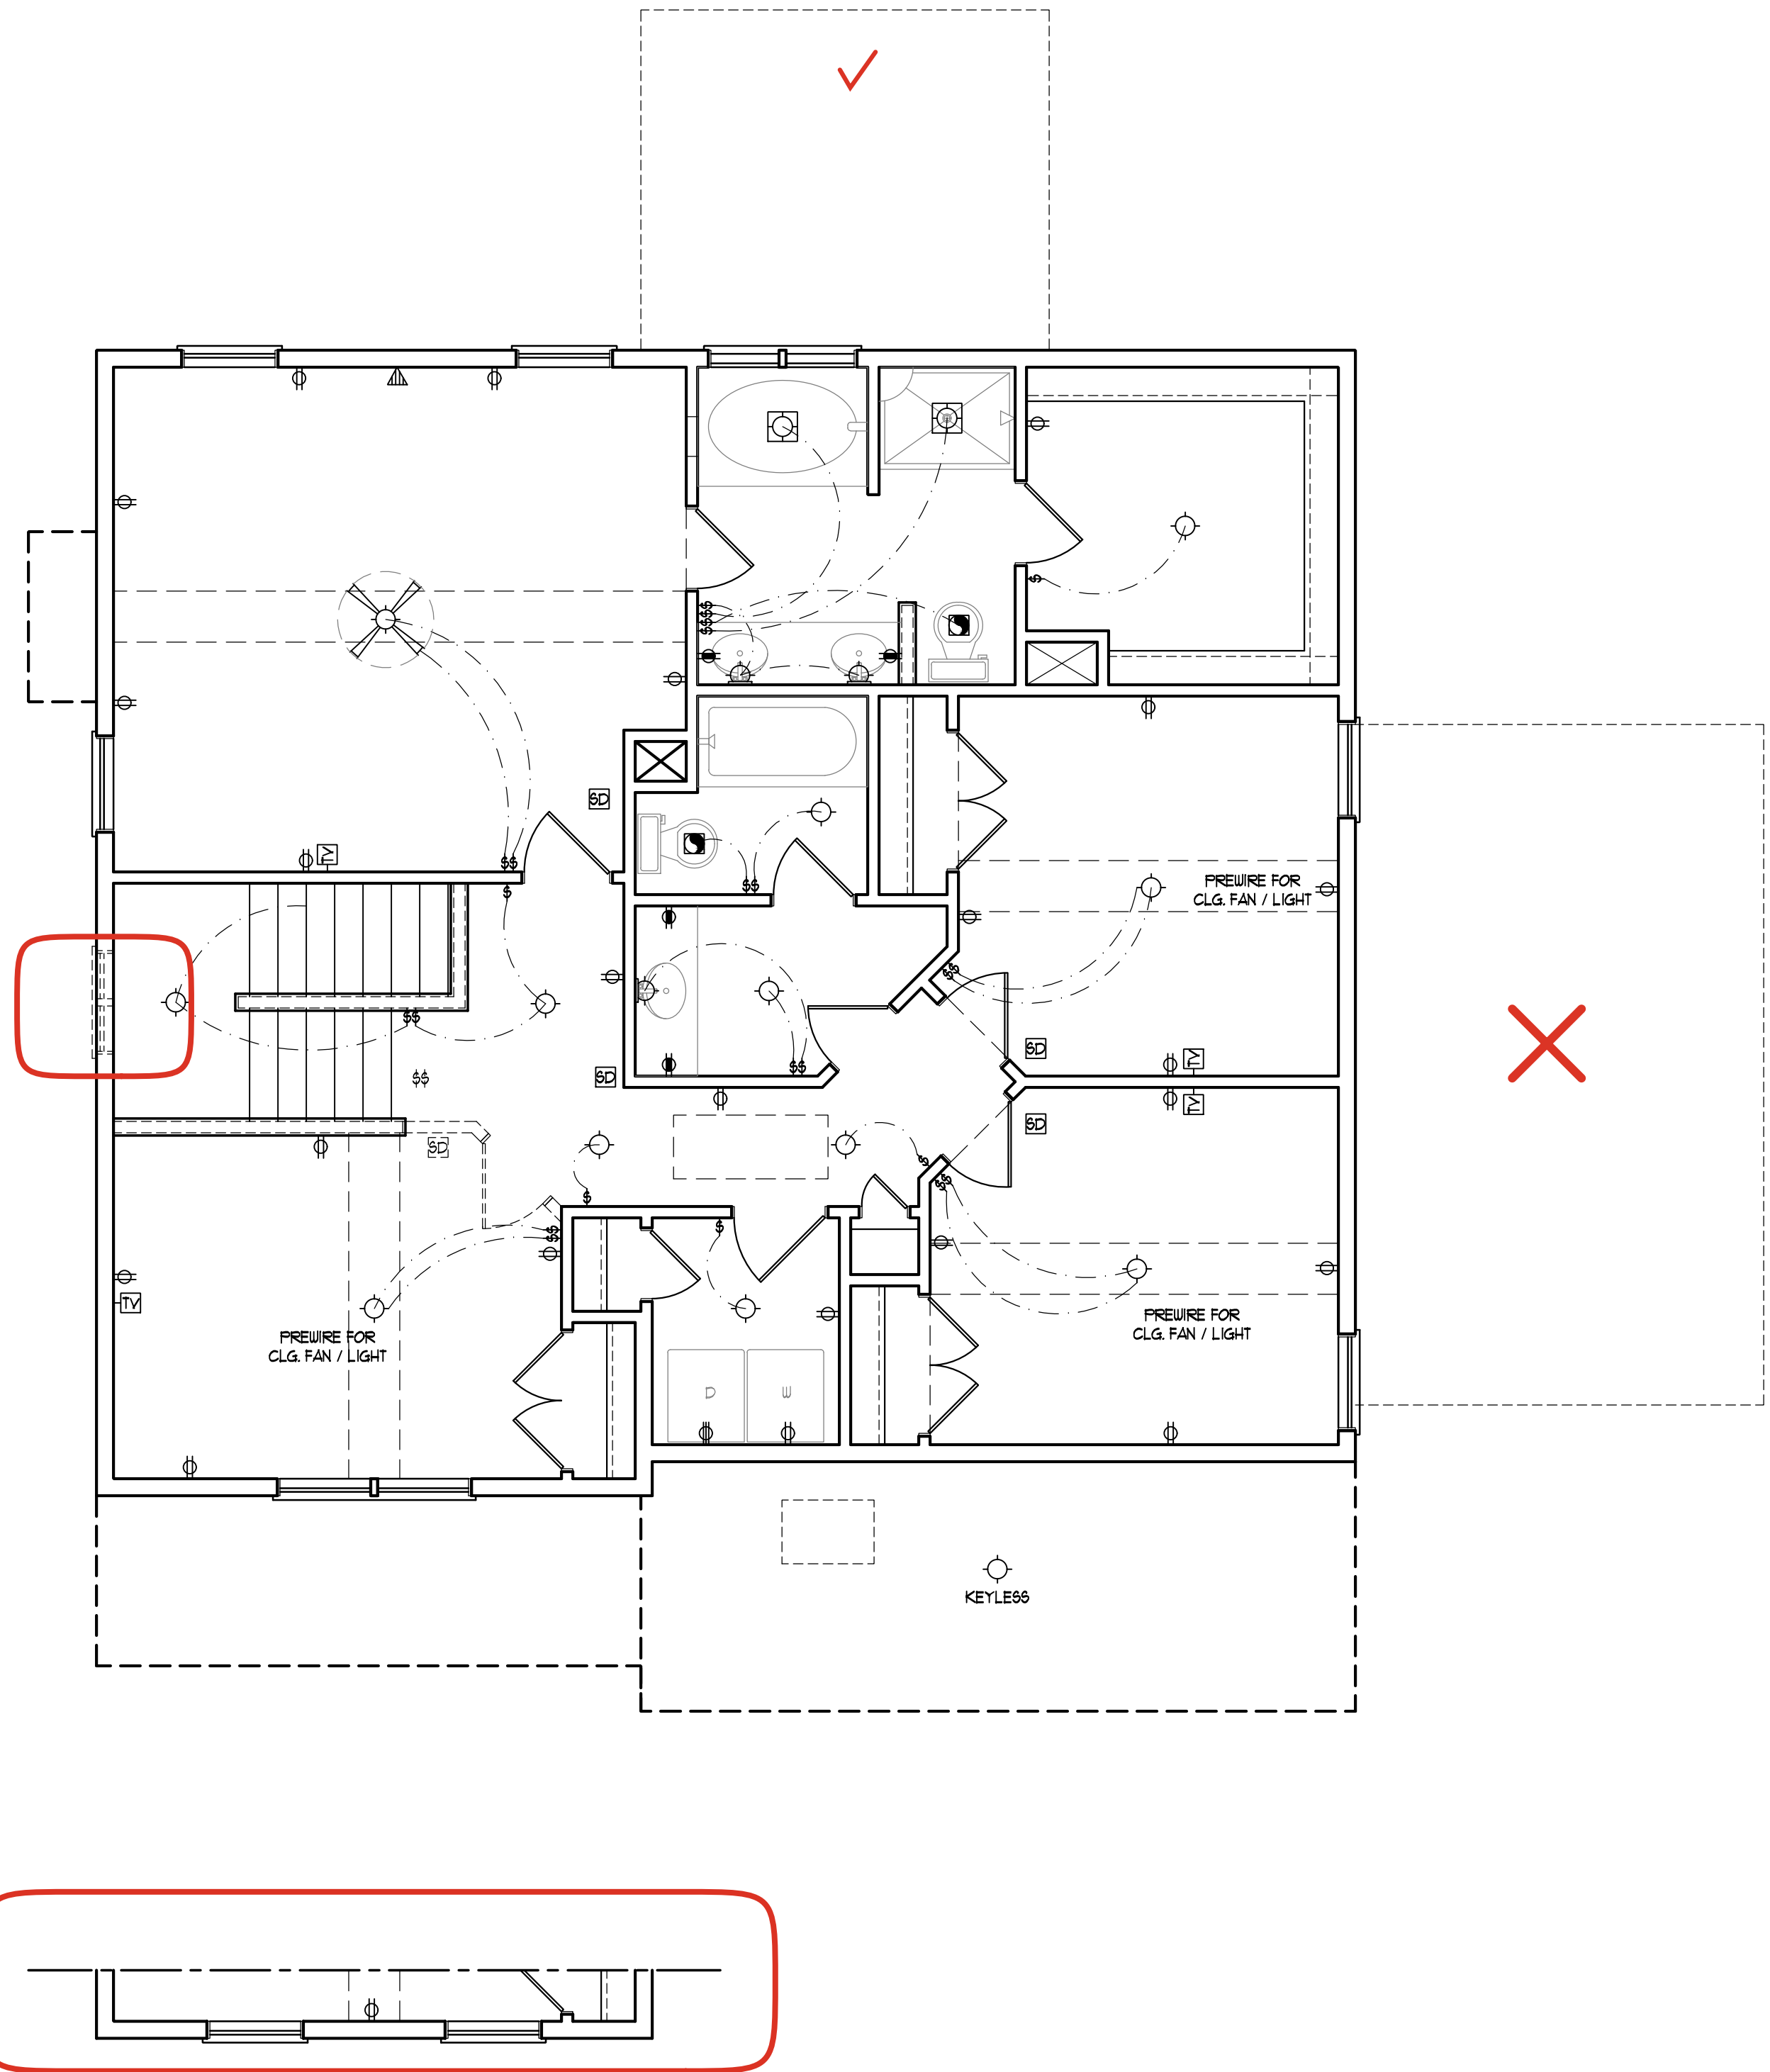 $$
$$
$$
$
SD
TV
$$
$
$$
PREWIRE FOR
CLG. FAN / LIGHT
$$
$$
SD
TV
SD
$$
$$
TV
SD
SD
$
$$
$
$$
$
TV
PREWIRE FOR
CLG. FAN / LIGHT
PREWIRE FOR
CLG. FAN / LIGHT
D
W
KEYLESS